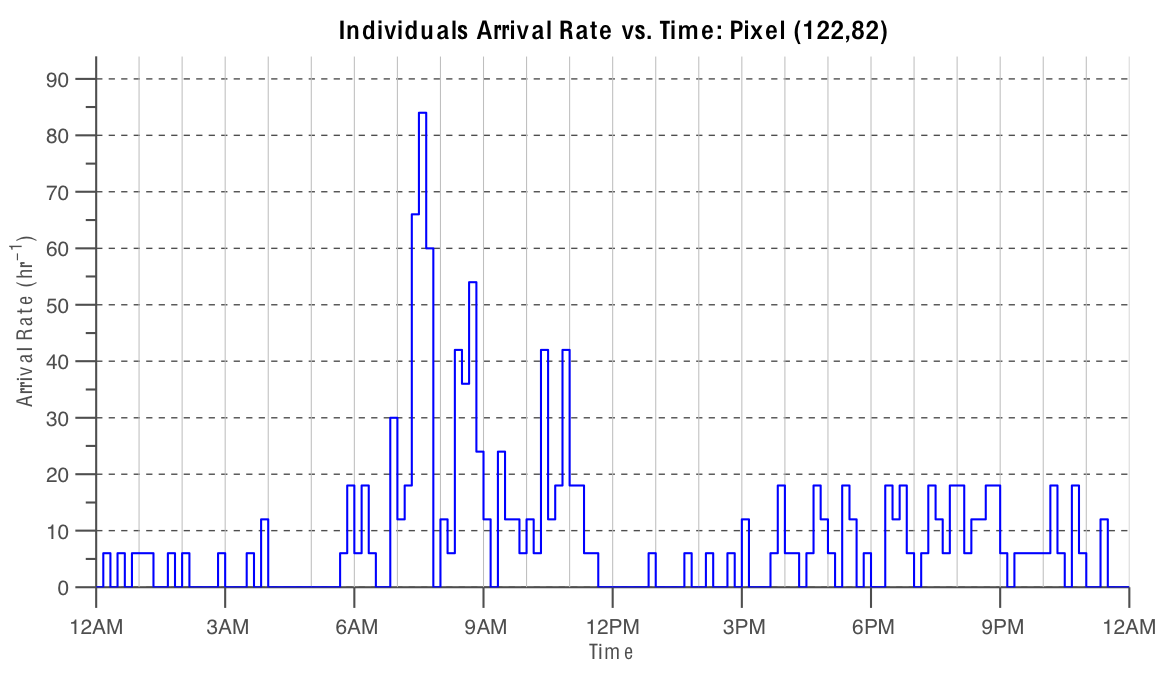 Individuals Arrival Rate vs. Time: Pixel (122,82)
90
80
70
60
50
40
30
20
10
0
Arrival Rate (hr⁻¹)
12AM 3AM 6AM 9AM 12PM 3PM 6PM 9PM 12AM
Time